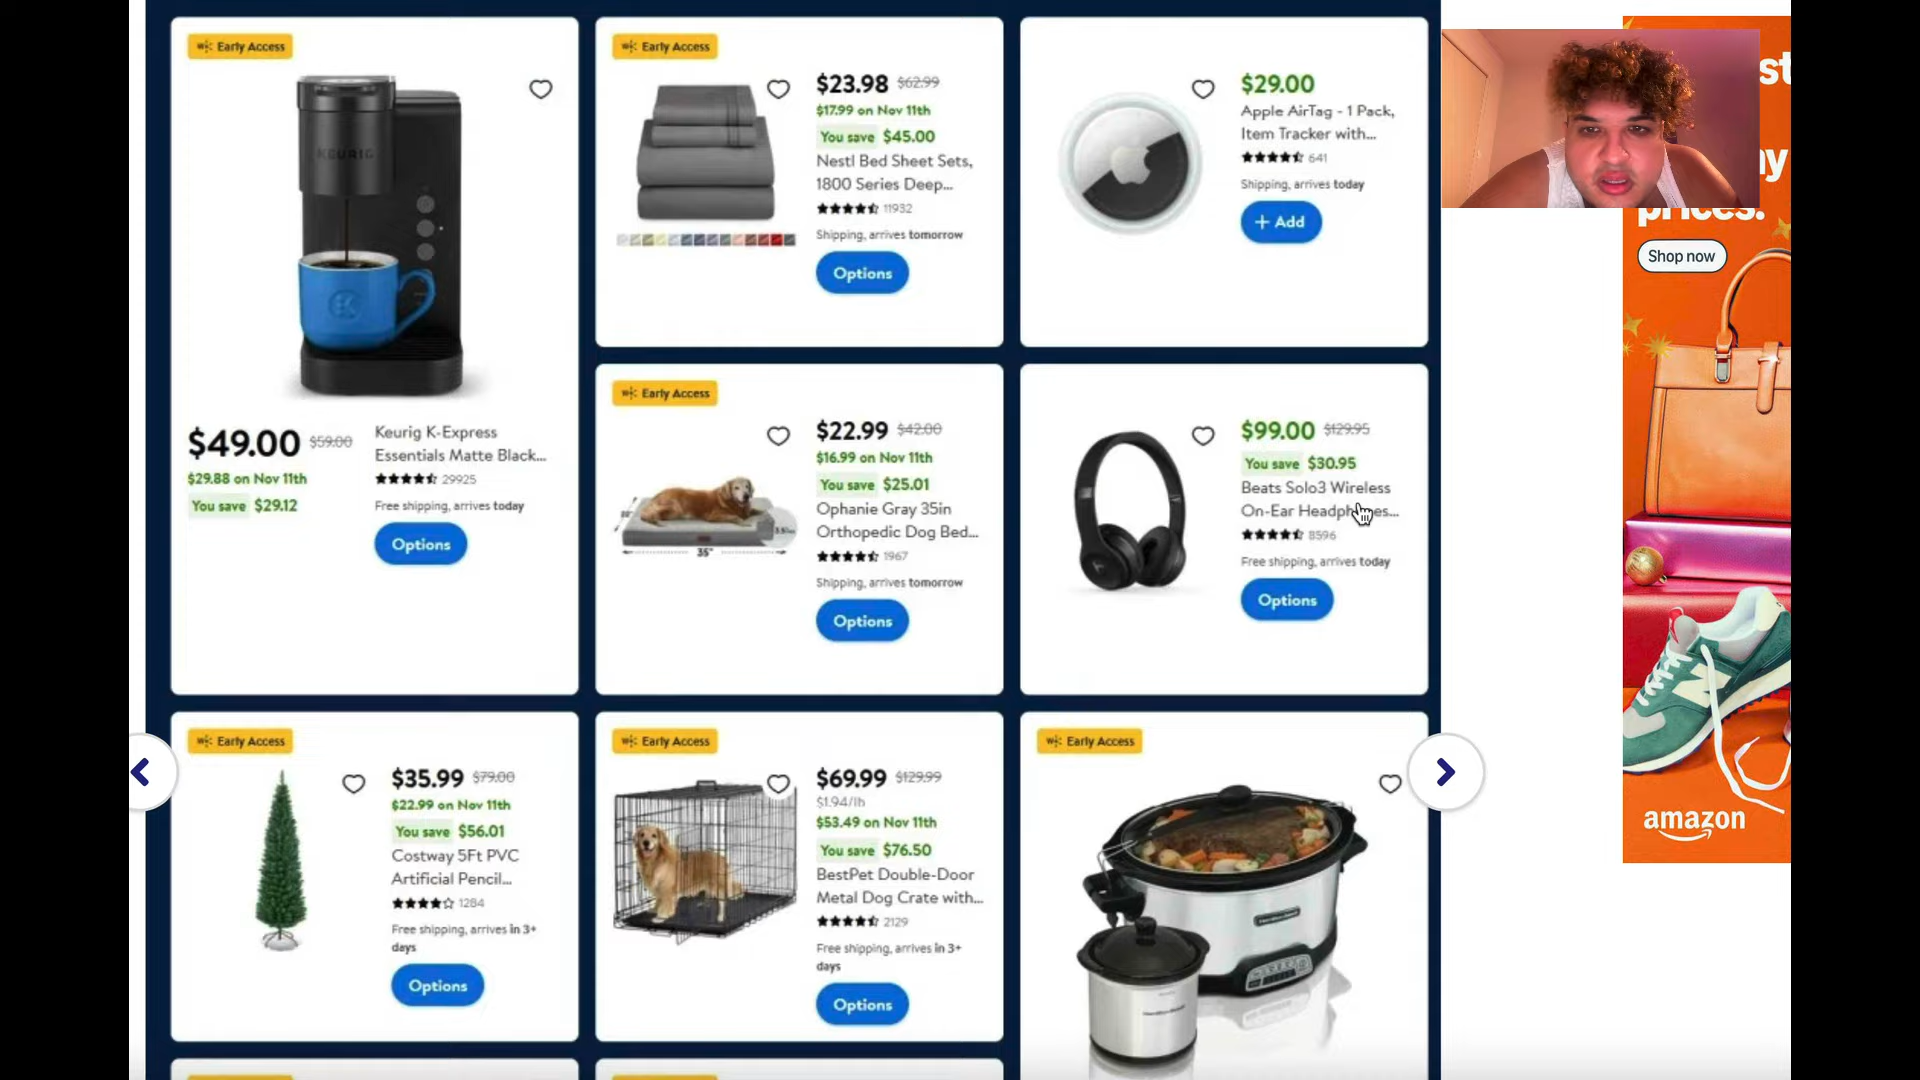 Early Access
KEURIG
$49.00 $59.00
$29.88 on Nov 11th
You save $29.12
Keurig K-Express
Essentials Matte Black...
29925
Free shipping, arrives today
Options
Early Access
$23.98 $62.99
$17.99 on Nov 11th
You save $45.00
Nestl Bed Sheet Sets,
1800 Series Deep...
11932
Shipping, arrives tomorrow
Options
$29.00
Apple AirTag - 1 Pack,
Item Tracker with...
641
Shipping, arrives today
+ Add
Early Access
35"
$22.99 $42.00
$16.99 on Nov 11th
You save $25.01
Ophanie Gray 35in
Orthopedic Dog Bed...
1967
Shipping, arrives tomorrow
Options
$99.00 $129.95
You save $30.95
Beats Solo3 Wireless
On-Ear Headphones...
8596
Free shipping, arrives today
Options
Early Access
$35.99 $79.00
$22.99 on Nov 11th
You save $56.01
Costway 5Ft PVC
Artificial Pencil...
1284
Free shipping, arrives in 3+
days
Options
Early Access
$69.99 $129.99
$1.94/lb
$53.49 on Nov 11th
You save $76.50
BestPet Double-Door
Metal Dog Crate with...
2129
Free shipping, arrives in 3+
days
Options
Early Access
st
ay
prices.
Shop now
N
amazon